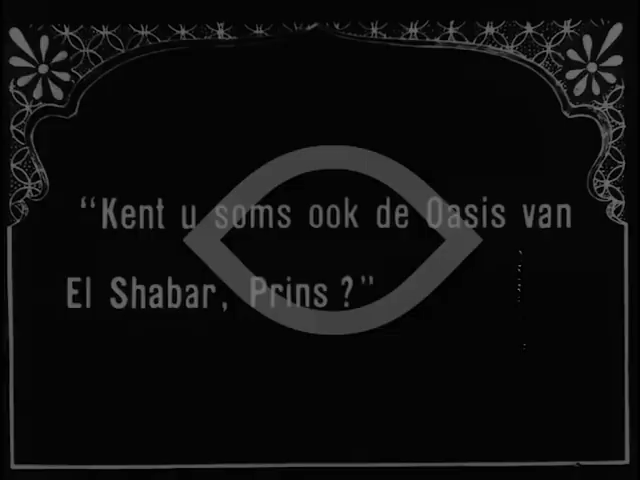 “Kent u soms ook de Oasis van
El Shabar, Prins?”